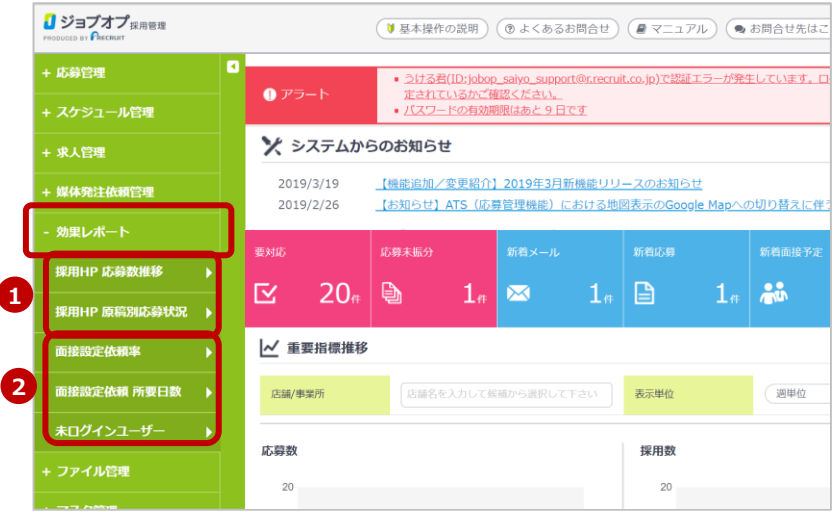 ジョブオプ 採用管理
PRODUCED BY RECRUIT
基本操作の説明
よくあるお問合せ
マニュアル
お問合せ先はこ
+ 応募管理
+ スケジュール管理
+ 求人管理
+ 媒体発注依頼管理
- 効果レポート
採用HP 応募数推移
採用HP 原稿別応募状況
面接設定依頼率
面接設定依頼 所要日数
未ログインユーザー
+ ファイル管理
+ マスタ管理
1
2
アラート
うける君(ID:jobop_saiyo_support@r.recruit.co.jp)で認証エラーが発生しています。ロ
定されているかご確認ください。
パスワードの有効期限はあと 9 日です
システムからのお知らせ
2019/3/19 【機能追加／変更紹介】2019年3月新機能リリースのお知らせ
2019/2/26 【お知らせ】ATS（応募管理機能）における地図表示のGoogle Mapへの切り替えに伴う
要対応
20件
応募未振分
1件
新着メール
1件
新着応募
1件
新着面接予定
重要指標推移
店舗/事業所
店舗名を入力して候補から選択して下さい
表示単位
週単位
応募数
20
採用数
20